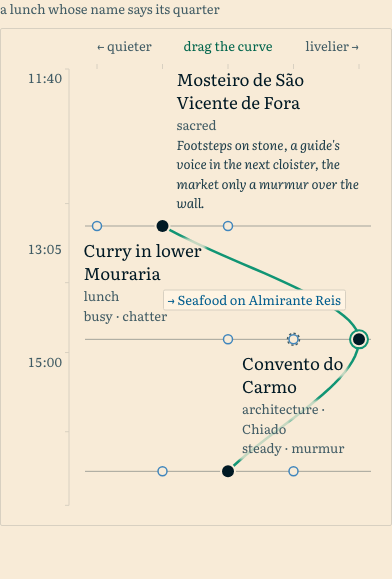 a lunch whose name says its quarter
← quieter
drag the curve
livelier →
11:40
Mosteiro de São
Vicente de Fora
sacred
Footsteps on stone, a guide's
voice in the next cloister, the
market only a murmur over the
wall.
13:05
Curry in lower
Mouraria
lunch
busy · chatter
→ Seafood on Almirante Reis
15:00
Convento do
Carmo
architecture ·
Chiado
steady · murmur